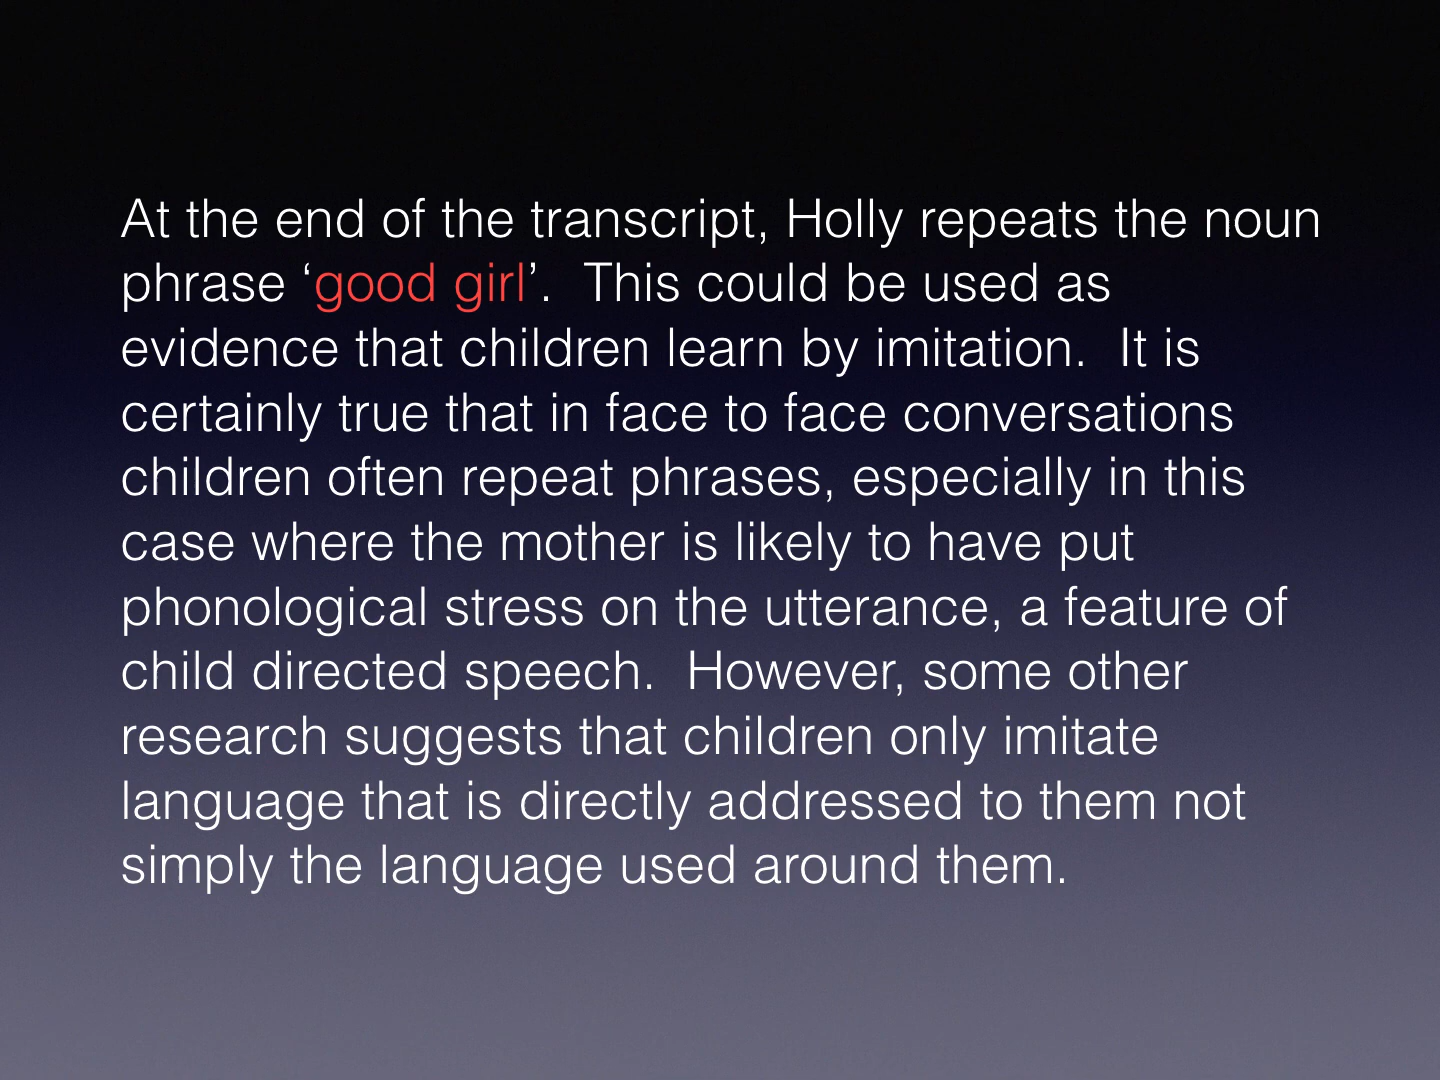 At the end of the transcript, Holly repeats the noun
phrase ‘good girl’.  This could be used as
evidence that children learn by imitation.  It is
certainly true that in face to face conversations
children often repeat phrases, especially in this
case where the mother is likely to have put
phonological stress on the utterance, a feature of
child directed speech.  However, some other
research suggests that children only imitate
language that is directly addressed to them not
simply the language used around them.